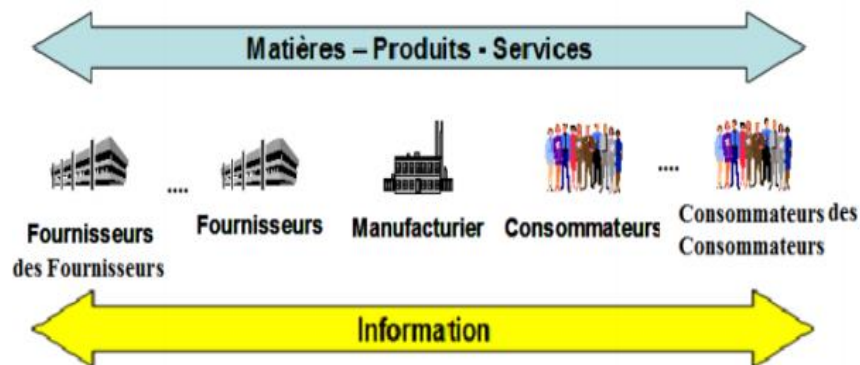 Matières – Produits - Services
....
....
Fournisseurs
des Fournisseurs
Fournisseurs
Manufacturier
Consommateurs
Consommateurs des
Consommateurs
Information